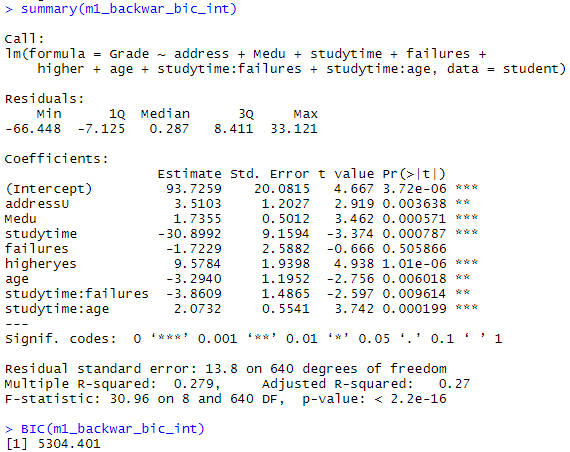 > summary(m1_backwar_bic_int)
Call:
lm(formula = Grade ~ address + Medu + studytime + failures +
    higher + age + studytime:failures + studytime:age, data = student)
Residuals:
    Min      1Q  Median      3Q     Max
-66.448  -7.125   0.287   8.411  33.121
Coefficients:
                   Estimate Std. Error t value Pr(>|t|)
(Intercept)         93.7259    20.0815   4.667 3.72e-06 ***
addressU             3.5103     1.2027   2.919 0.003638 **
Medu                 1.7355     0.5012   3.462 0.000571 ***
studytime          -30.8992     9.1594  -3.374 0.000787 ***
failures            -1.7229     2.5882  -0.666 0.505866
higheryes            9.5784     1.9398   4.938 1.01e-06 ***
age                 -3.2940     1.1952  -2.756 0.006018 **
studytime:failures  -3.8609     1.4865  -2.597 0.009614 **
studytime:age        2.0732     0.5541   3.742 0.000199 ***
---
Signif. codes:  0 ‘***’ 0.001 ‘**’ 0.01 ‘*’ 0.05 ‘.’ 0.1 ‘ ’ 1
Residual standard error: 13.8 on 640 degrees of freedom
Multiple R-squared:  0.279,     Adjusted R-squared:   0.27
F-statistic: 30.96 on 8 and 640 DF,  p-value: < 2.2e-16
> BIC(m1_backwar_bic_int)
[1] 5304.401